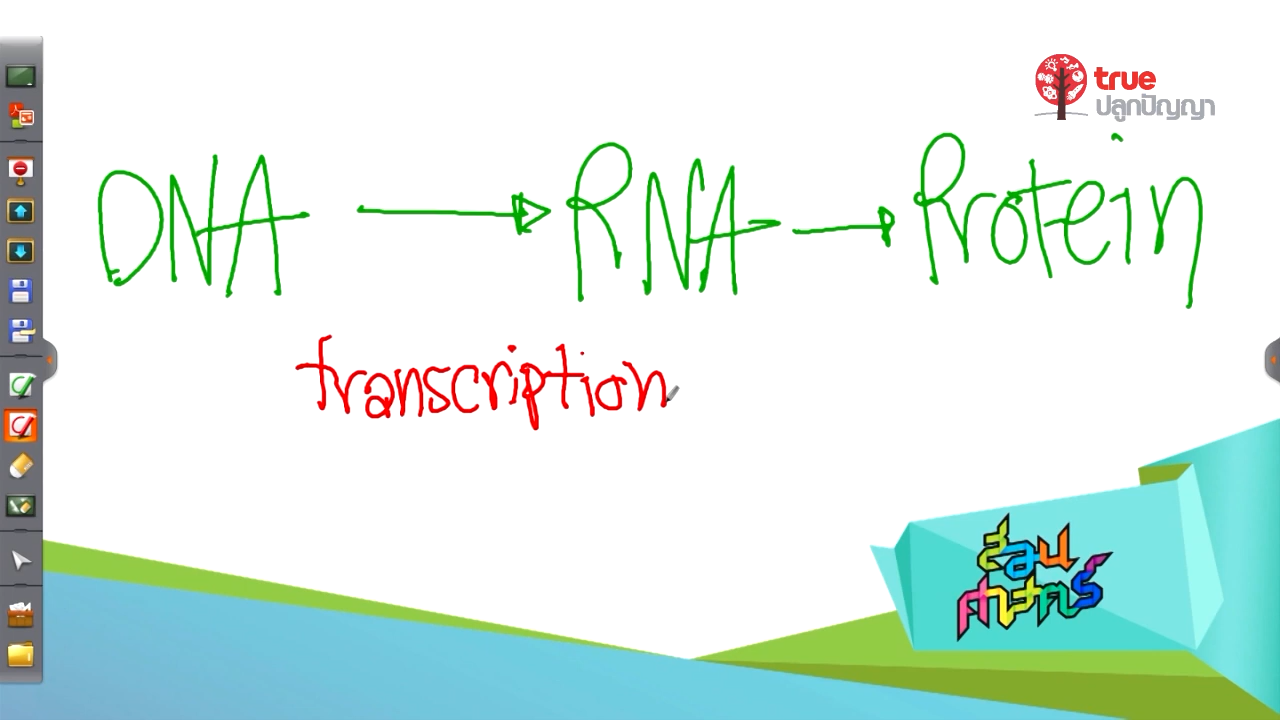 true
ปลูกปัญญา
DNA → RNA → Protein
transcription
สอน
ศาสตร์